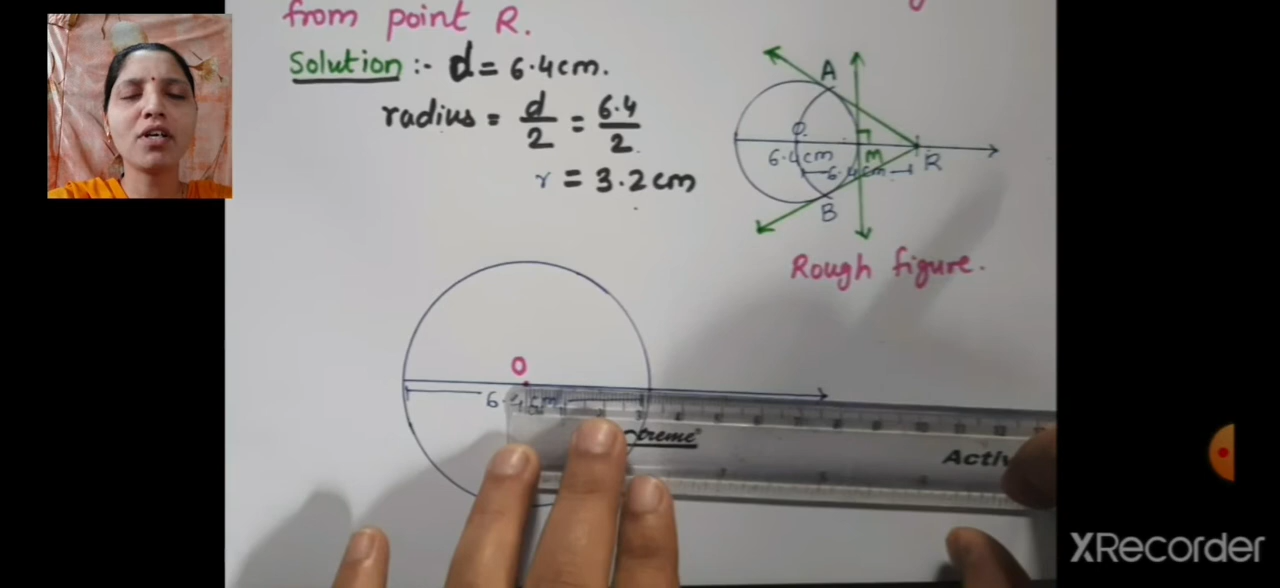 from point R.
Solution :- d = 6.4cm.
radius = d/2 = 6.4/2
r = 3.2cm
A
O
6.4cm
M
6.4cm
R
B
Rough figure.
O
6.4cm
treme
Activ
XRecorder